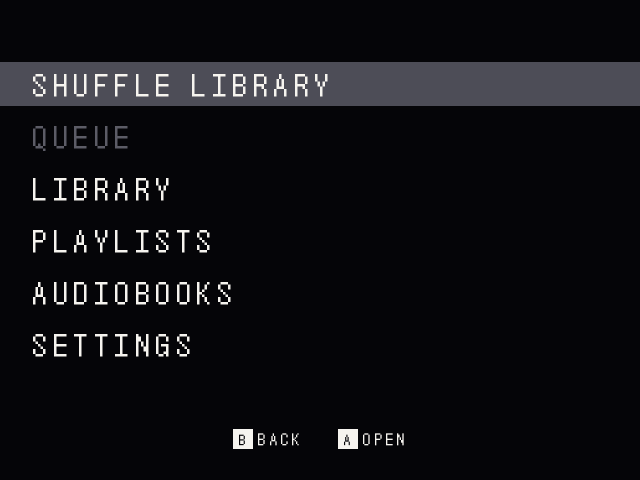 SHUFFLE LIBRARY
QUEUE
LIBRARY
PLAYLISTS
AUDIOBOOKS
SETTINGS
B BACK A OPEN